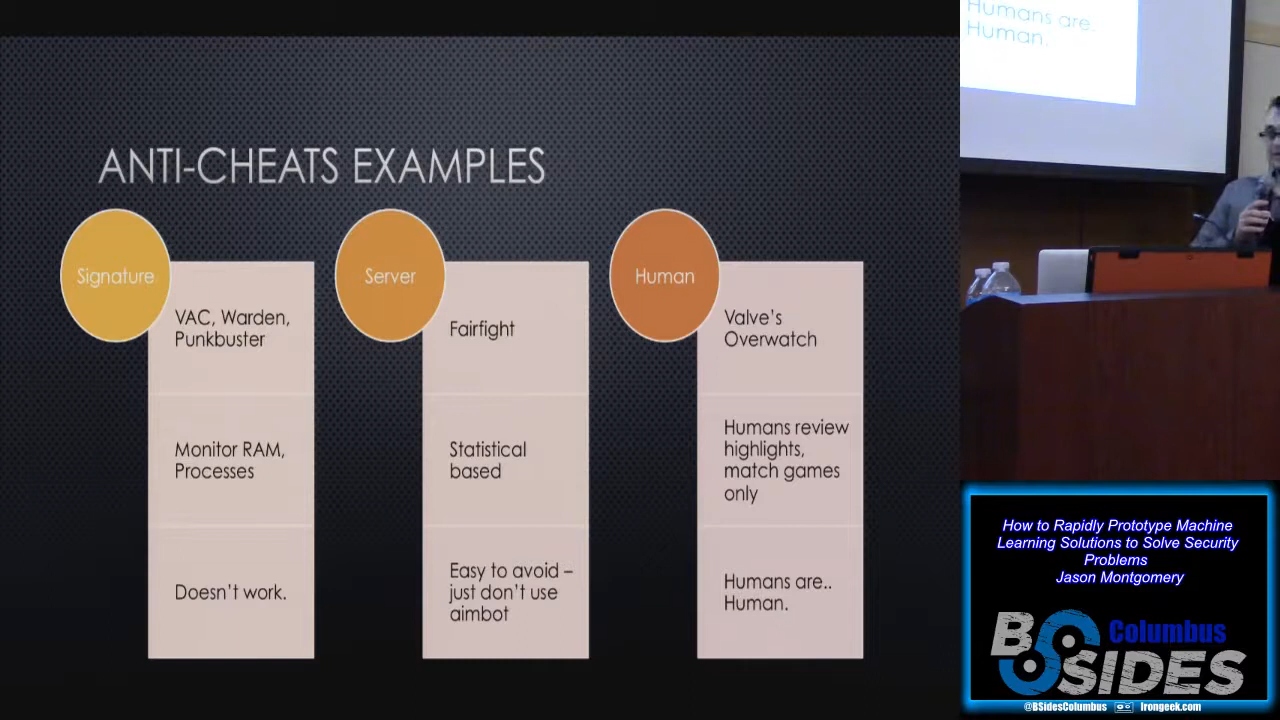 ANTI-CHEATS EXAMPLES
Signature
VAC, Warden,
Punkbuster
Monitor RAM,
Processes
Doesn't work.
Server
Fairfight
Statistical
based
Easy to avoid –
just don't use
aimbot
Human
Valve's
Overwatch
Humans review
highlights,
match games
only
Humans are..
Human.
Humans are..
Human.
How to Rapidly Prototype Machine
Learning Solutions to Solve Security
Problems
Jason Montgomery
BSIDES
Columbus
@BSidesColumbus
Irongeek.com